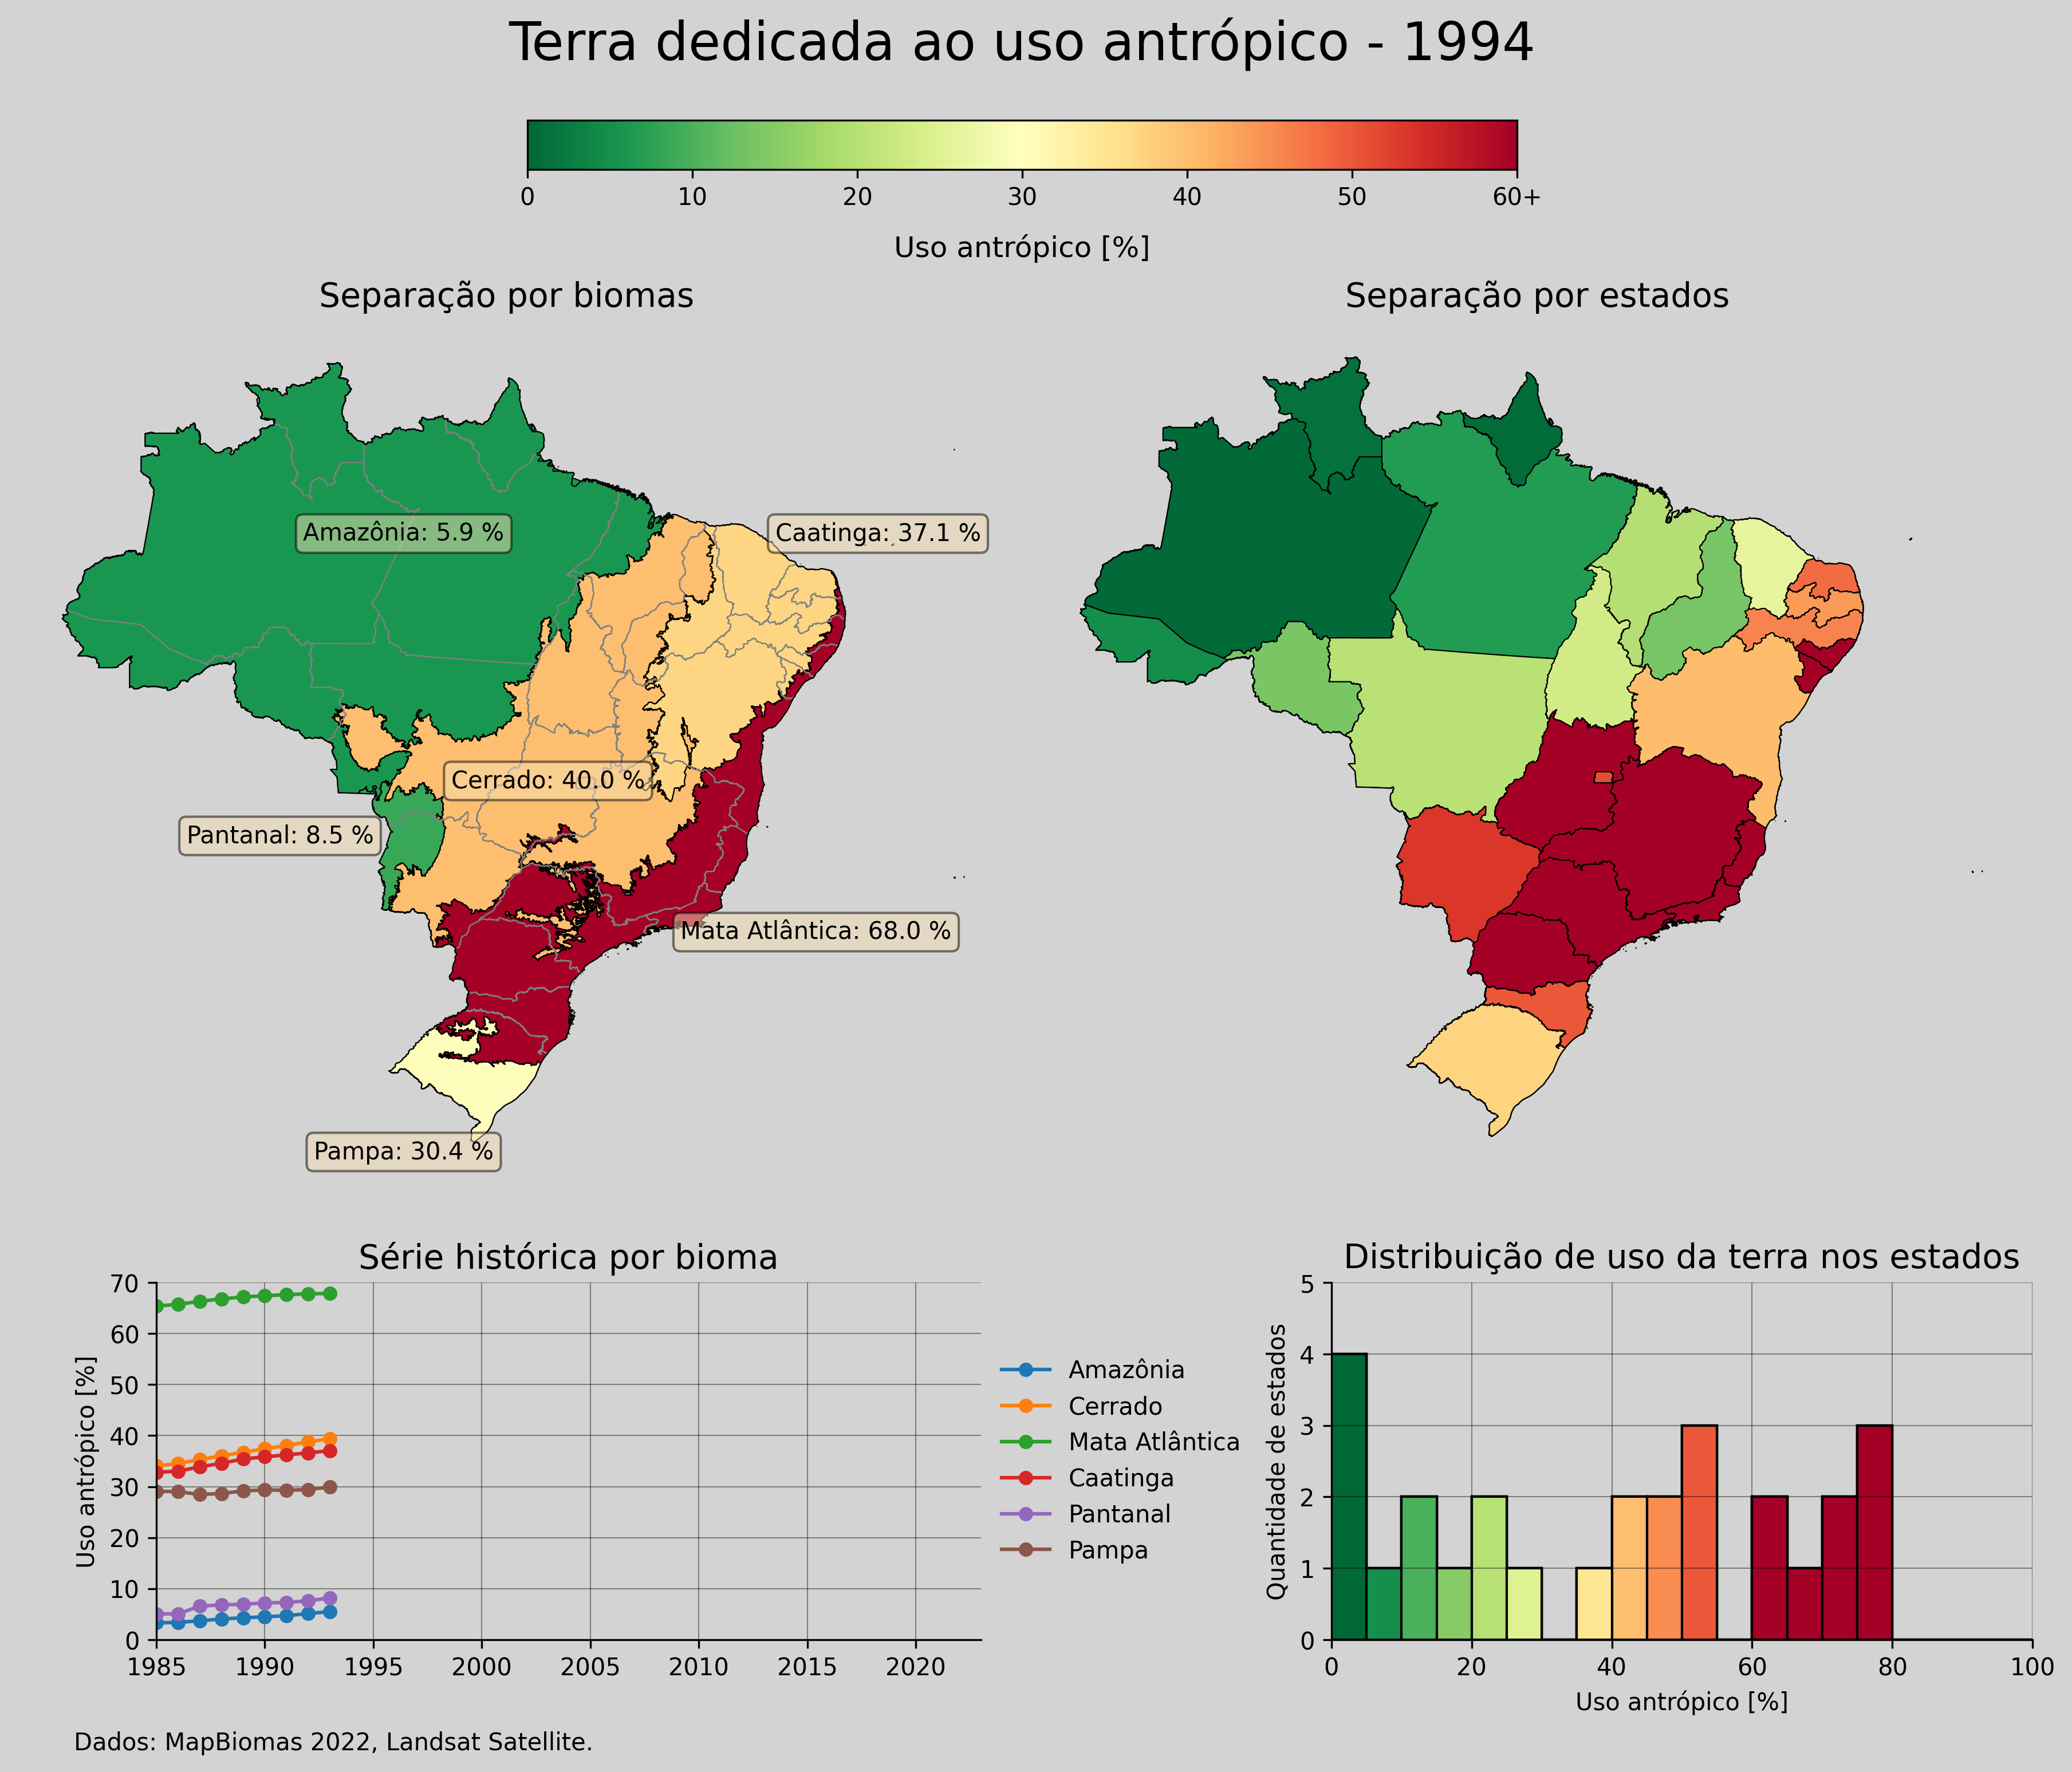 Terra dedicada ao uso antrópico - 1994
0 10 20 30 40 50 60+
Uso antrópico [%]
Separação por biomas
Amazônia: 5.9 %
Caatinga: 37.1 %
Cerrado: 40.0 %
Pantanal: 8.5 %
Mata Atlântica: 68.0 %
Pampa: 30.4 %
Separação por estados
Série histórica por bioma
Uso antrópico [%]
70
60
50
40
30
20
10
0
1985 1990 1995 2000 2005 2010 2015 2020
Amazônia
Cerrado
Mata Atlântica
Caatinga
Pantanal
Pampa
Distribuição de uso da terra nos estados
Quantidade de estados
5
4
3
2
1
0
0 20 40 60 80 100
Uso antrópico [%]
Dados: MapBiomas 2022, Landsat Satellite.